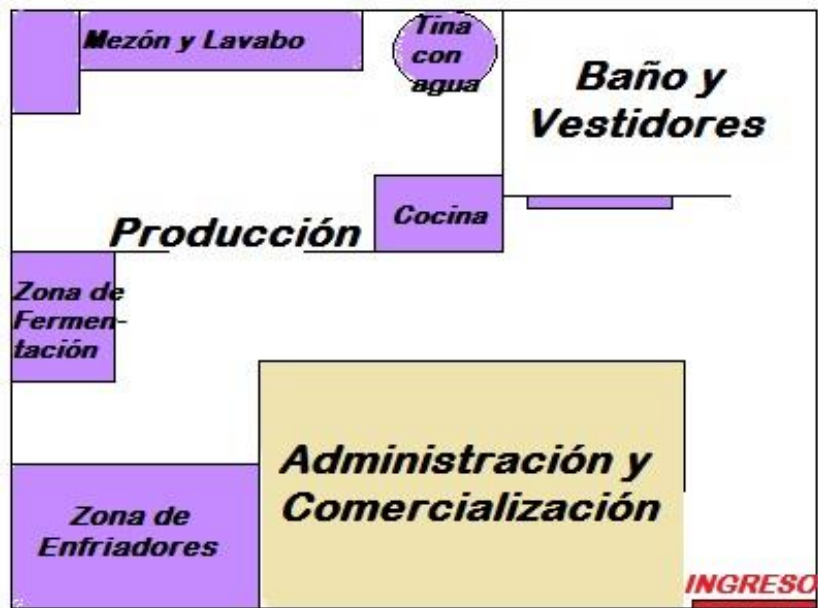 Mezón y Lavabo
Tina
con
agua
Baño y
Vestidores
Cocina
Producción
Zona de
Fermen-
tación
Administración y
Comercialización
Zona de
Enfriadores
INGRESO